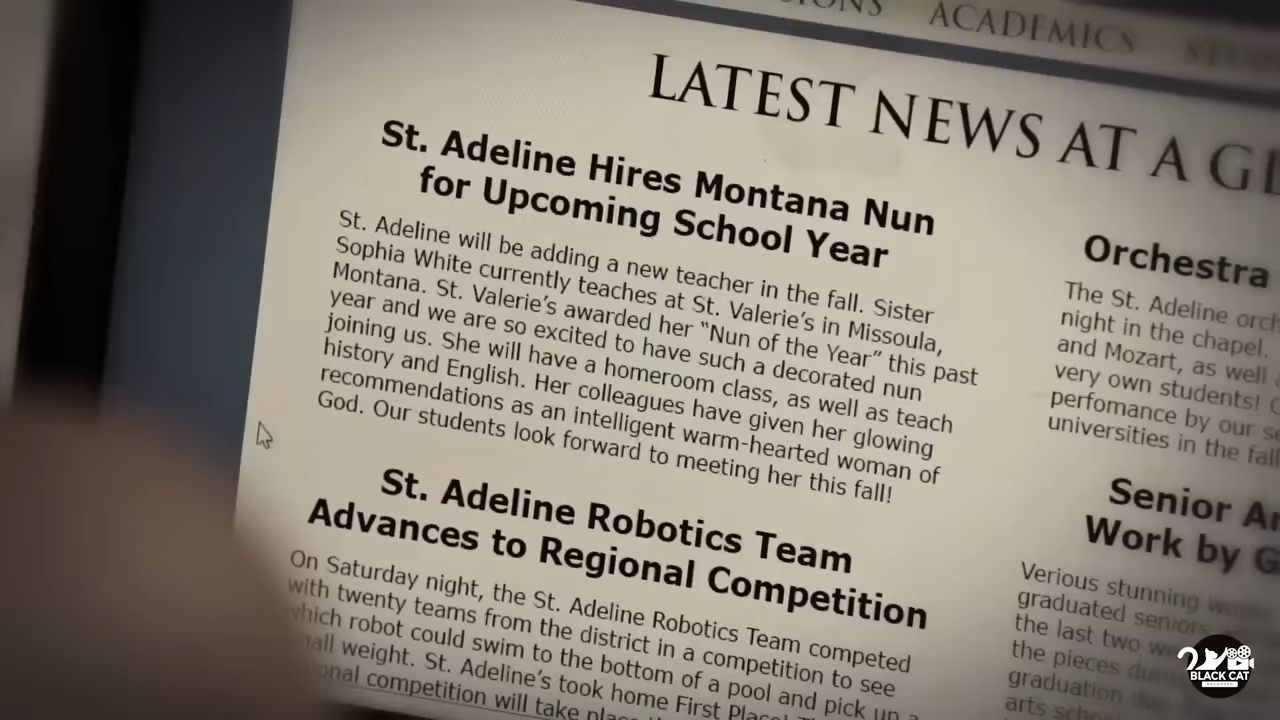 ACADEMICS
LATEST NEWS AT A
St. Adeline Hires Montana Nun
for Upcoming School Year
St. Adeline will be adding a new teacher in the fall. Sister
Sophia White currently teaches at St. Valerie's in Missoula,
Montana. St. Valerie's awarded her "Nun of the Year" this past
year and we are so excited to have such a decorated nun
joining us. She will have a homeroom class, as well as teach
history and English. Her colleagues have given her glowing
recommendations as an intelligent warm-hearted woman of
God. Our students look forward to meeting her this fall!
St. Adeline Robotics Team
Advances to Regional Competition
On Saturday night, the St. Adeline Robotics Team competed
with twenty teams from the district in a competition to see
which robot could swim to the bottom of a pool and pick up a
weight. St. Adeline's took home First Place!
competition will take place
Orchestra
The St. Adeline
night in the chapel.
and Mozart, as well
very own students!
perfomance by our
universities in the fall
Senior
Work by
Verious stunning
graduated seniors
the last two
the pieces
graduation
arts
BLACK CAT